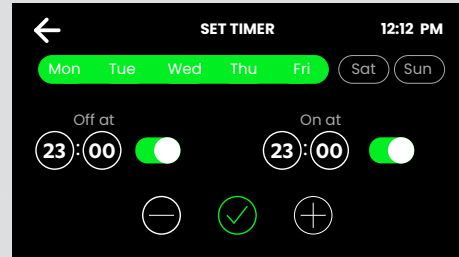 SET TIMER 12:12 PM
Mon Tue Wed Thu Fri Sat Sun
Off at On at
23:00 23:00